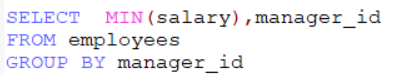 SELECT  MIN(salary),manager_id
FROM employees
GROUP BY manager_id